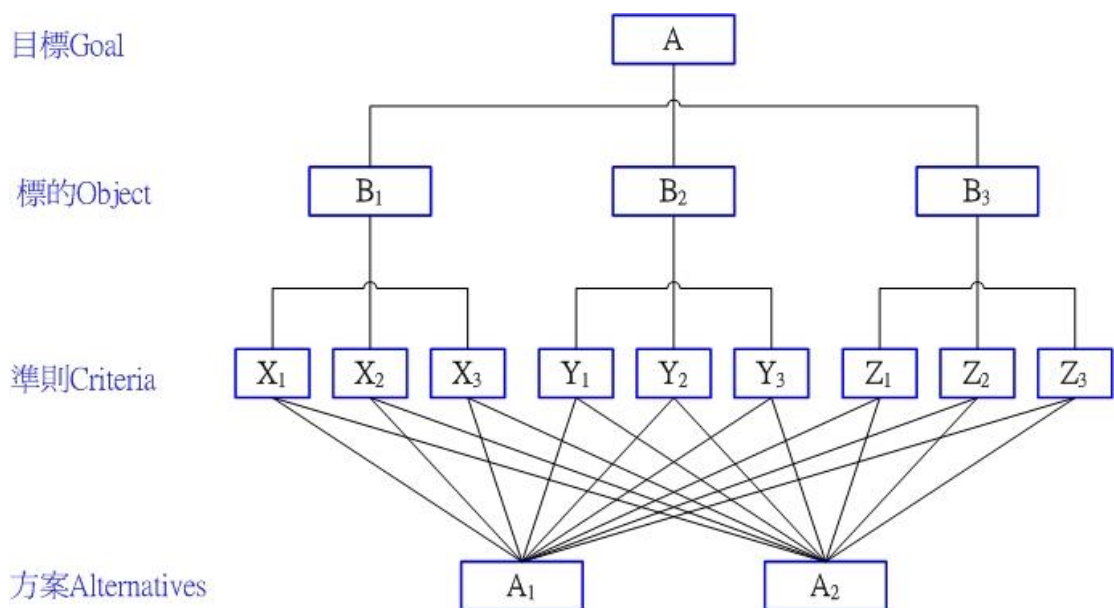 目標Goal A
標的Object B₁ B₂ B₃
準則Criteria X₁ X₂ X₃ Y₁ Y₂ Y₃ Z₁ Z₂ Z₃
方案Alternatives A₁ A₂